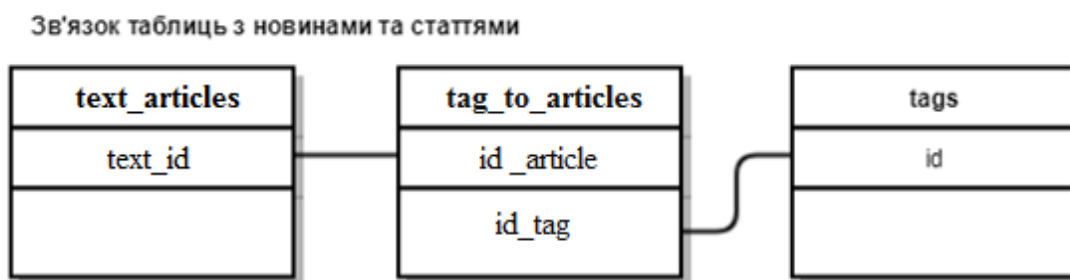 Зв'язок таблиць з новинами та статтями
text_articles
tag_to_articles
tags
text_id
id _article
id
id_tag